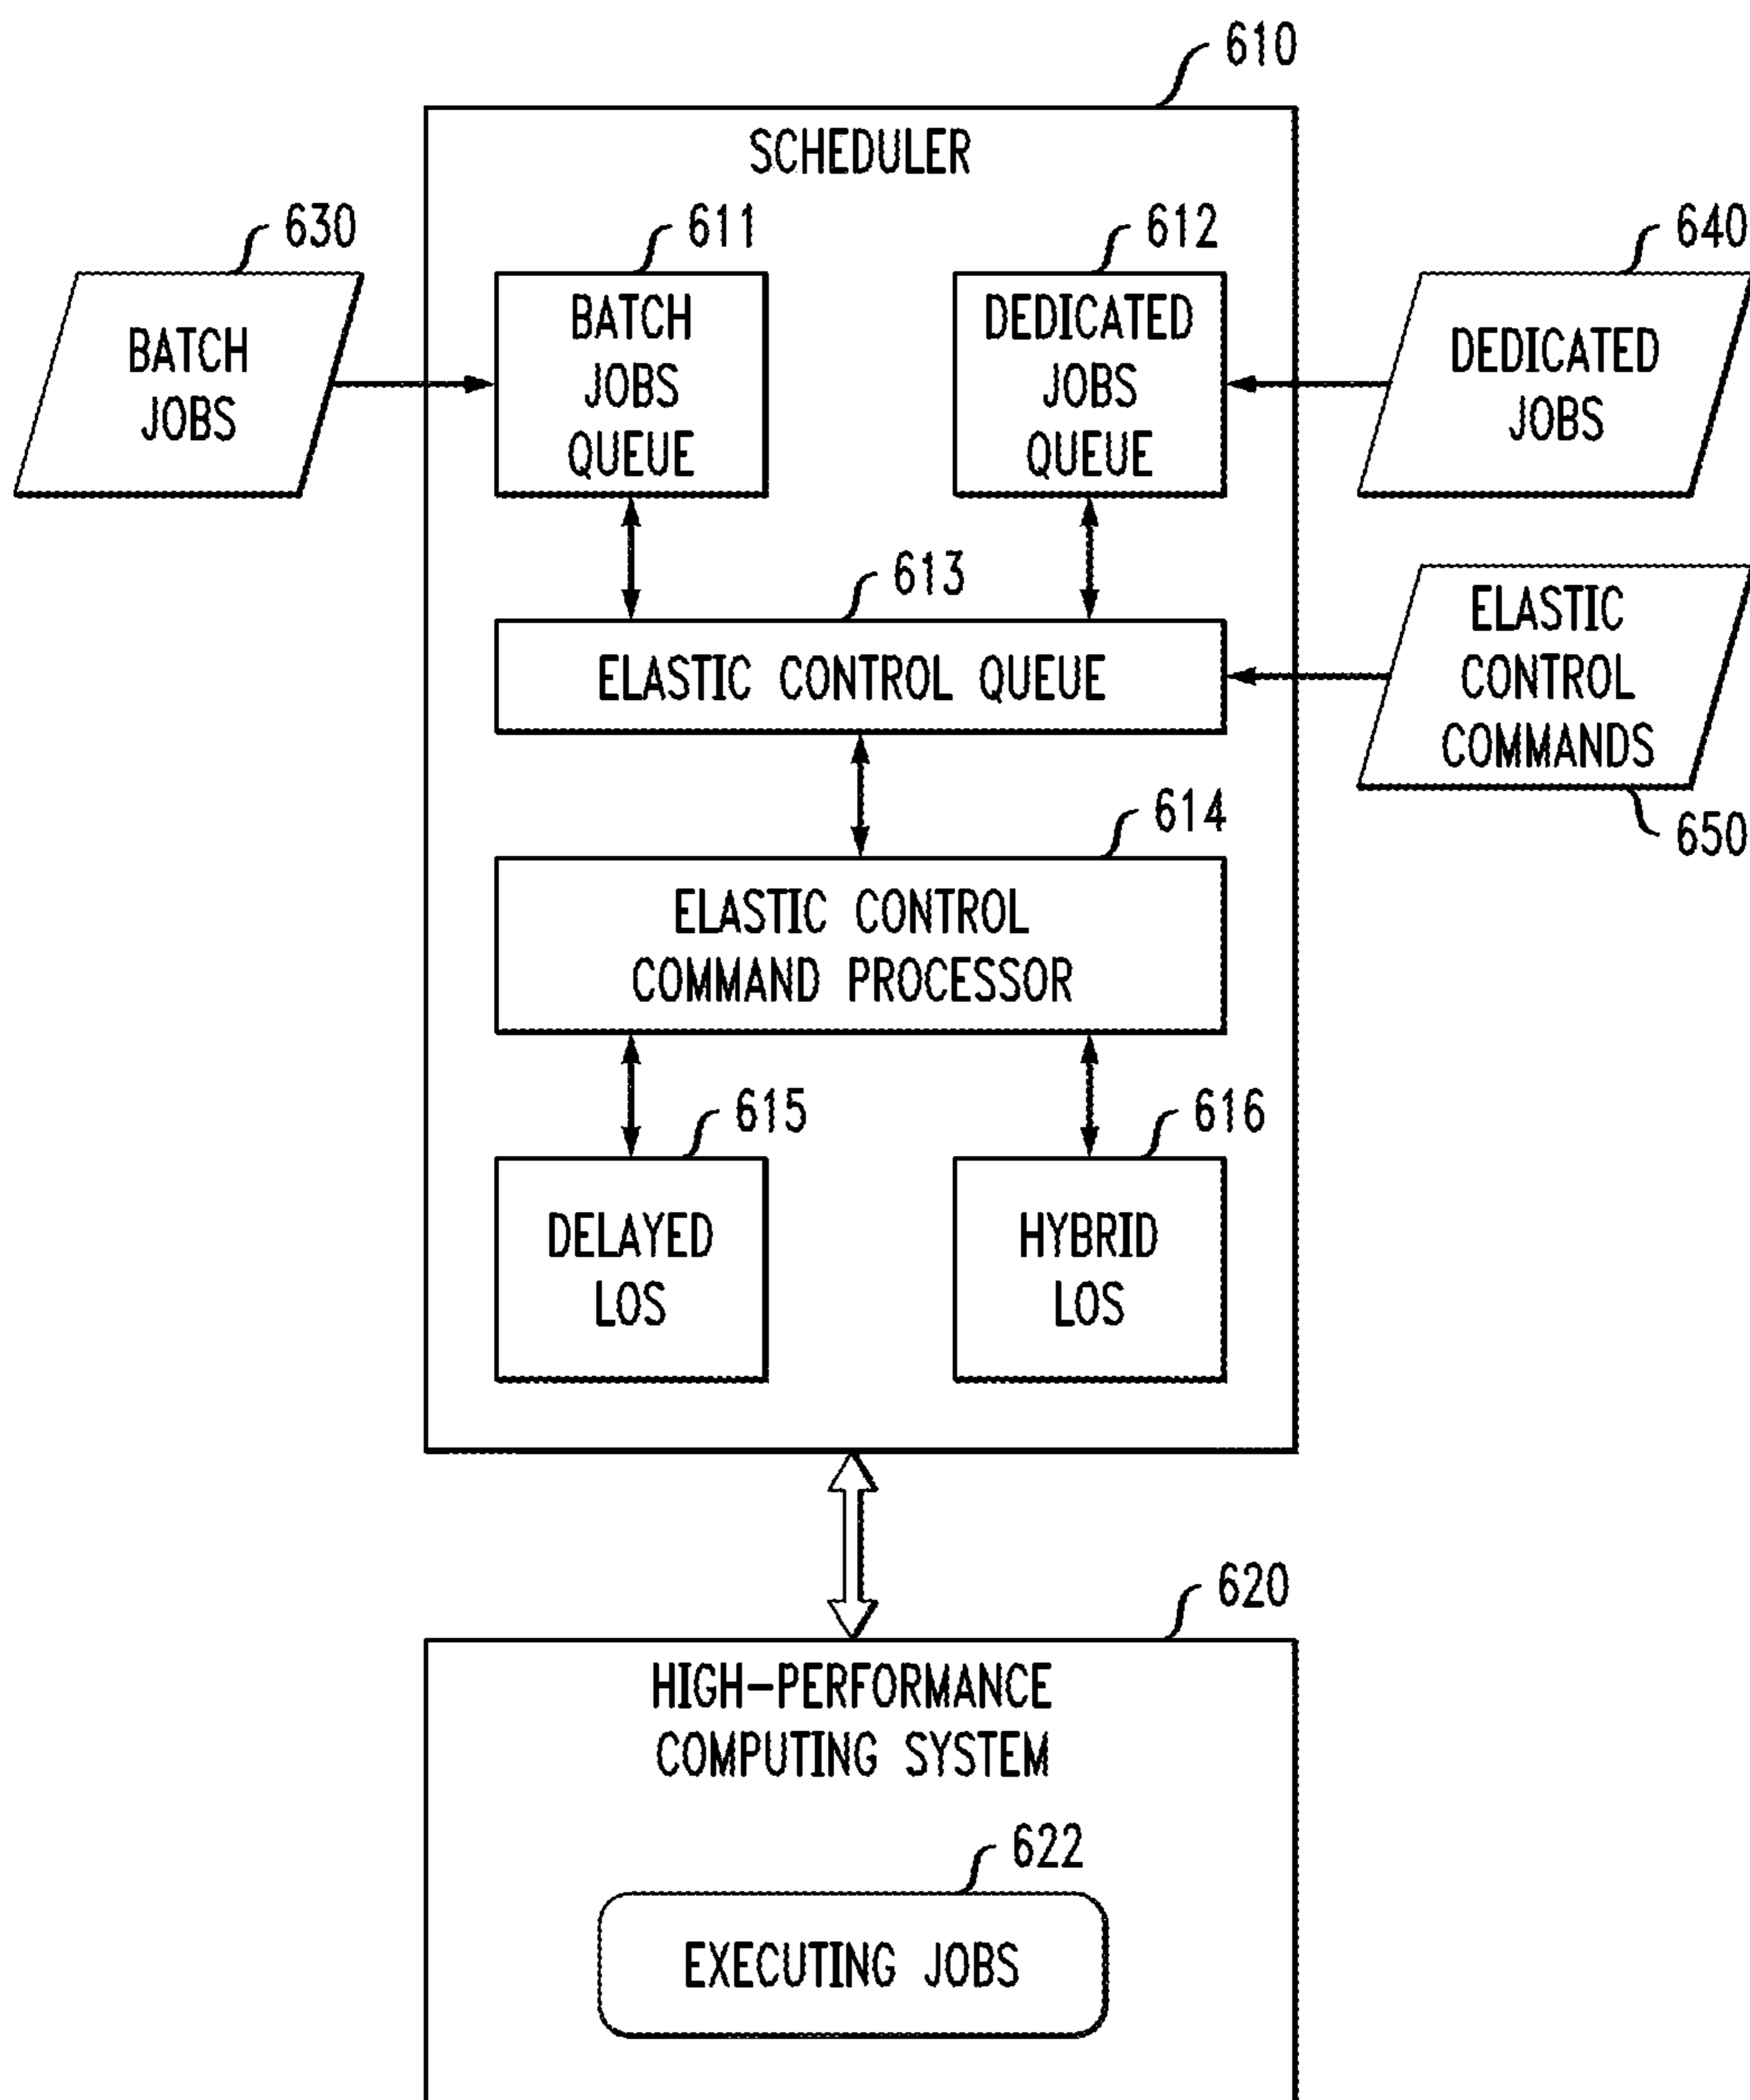 610
SCHEDULER
630
611
612
640
BATCH
JOBS
BATCH
JOBS
QUEUE
DEDICATED
JOBS
QUEUE
DEDICATED
JOBS
613
ELASTIC CONTROL QUEUE
ELASTIC
CONTROL
COMMANDS
650
614
ELASTIC CONTROL
COMMAND PROCESSOR
615
616
DELAYED
LOS
HYBRID
LOS
620
HIGH-PERFORMANCE
COMPUTING SYSTEM
622
EXECUTING JOBS